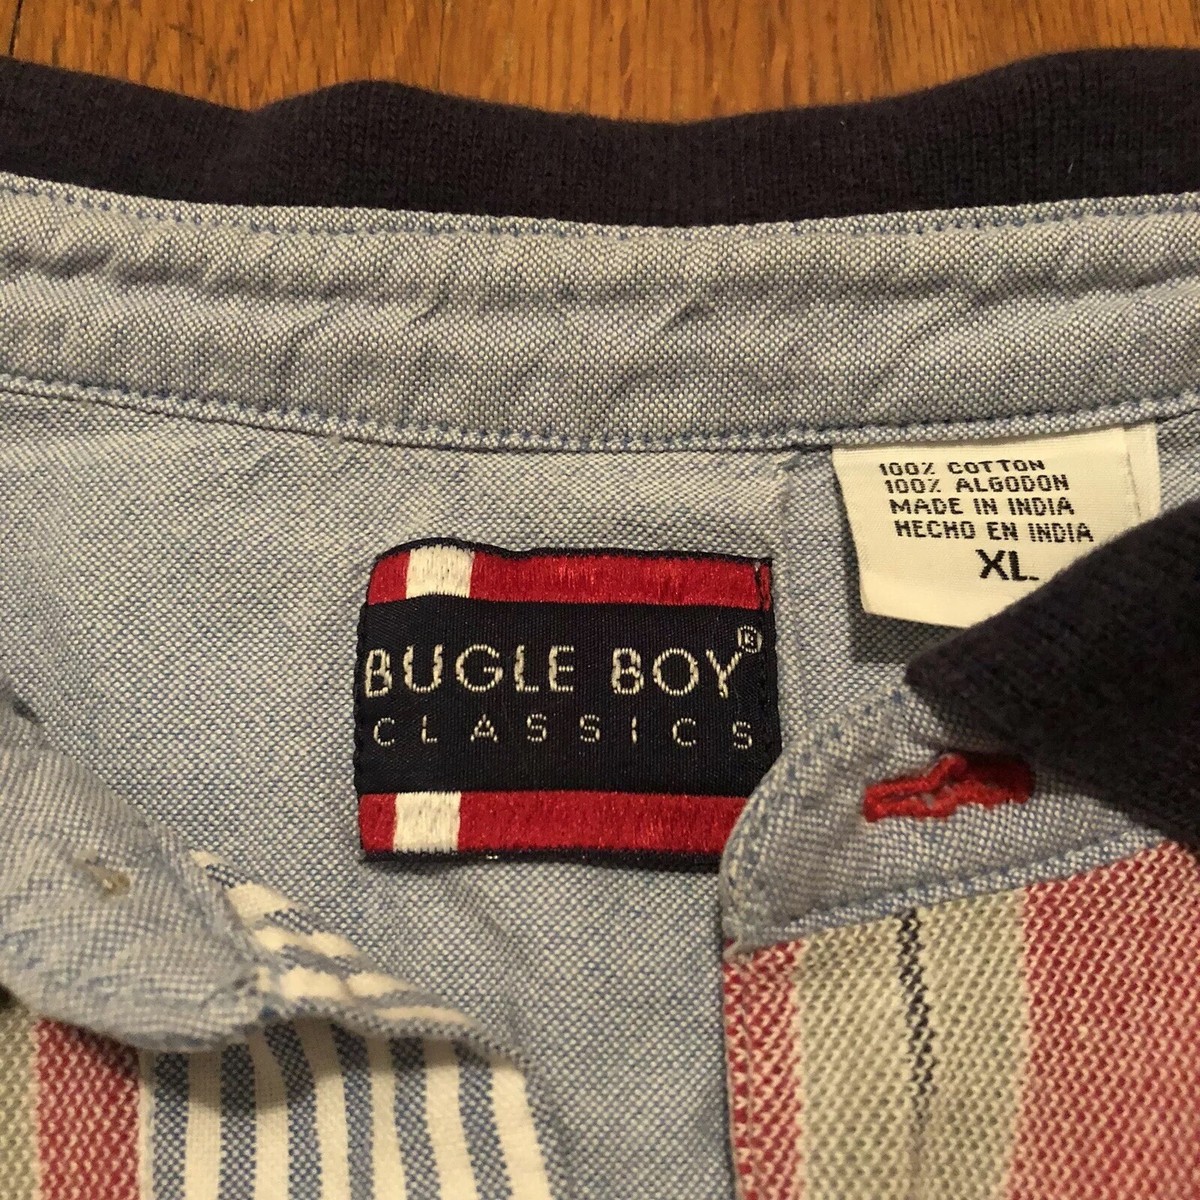 100% COTTON
100% ALGODON
MADE IN INDIA
HECHO EN INDIA
XL
BUGLE BOY®
CLASSICS